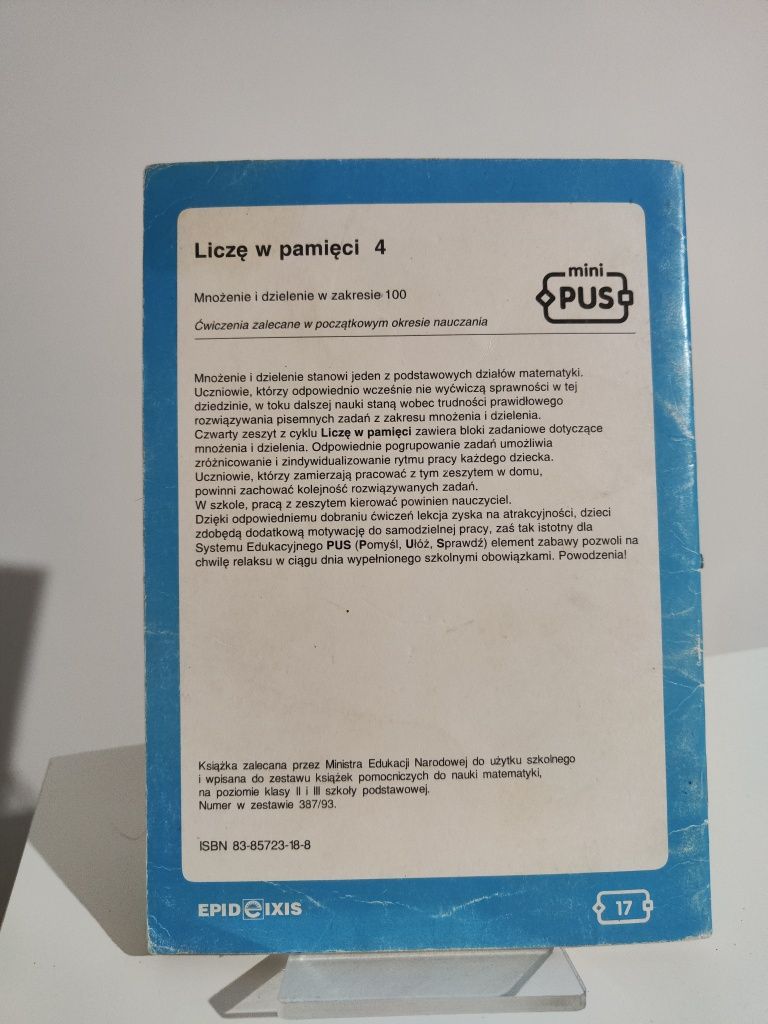 Liczę w pamięci 4
mini
PUS
Mnożenie i dzielenie w zakresie 100
Ćwiczenia zalecane w początkowym okresie nauczania
Mnożenie i dzielenie stanowi jeden z podstawowych działów matematyki.
Uczniowie, którzy odpowiednio wcześnie nie wyćwiczą sprawności w tej
dziedzinie, w toku dalszej nauki staną wobec trudności prawidłowego
rozwiązywania pisemnych zadań z zakresu mnożenia i dzielenia.
Czwarty zeszyt z cyklu Liczę w pamięci zawiera bloki zadaniowe dotyczące
mnożenia i dzielenia. Odpowiednie pogrupowanie zadań umożliwia
zróżnicowanie i zindywidualizowanie rytmu pracy każdego dziecka.
Uczniowie, którzy zamierzają pracować z tym zeszytem w domu,
powinni zachować kolejność rozwiązywanych zadań.
W szkole, pracą z zeszytem kierować powinien nauczyciel.
Dzięki odpowiedniemu dobraniu ćwiczeń lekcja zyska na atrakcyjności, dzieci
zdobędą dodatkową motywację do samodzielnej pracy, zaś tak istotny dla
Systemu Edukacyjnego PUS (Pomyśl, Ułóż, Sprawdź) element zabawy pozwoli na
chwilę relaksu w ciągu dnia wypełnionego szkolnymi obowiązkami. Powodzenia!
Książka zalecana przez Ministra Edukacji Narodowej do użytku szkolnego
i wpisana do zestawu książek pomocniczych do nauki matematyki,
na poziomie klasy II i III szkoły podstawowej.
Numer w zestawie 387/93.
ISBN 83-85723-18-8
EPIDEIXIS
17